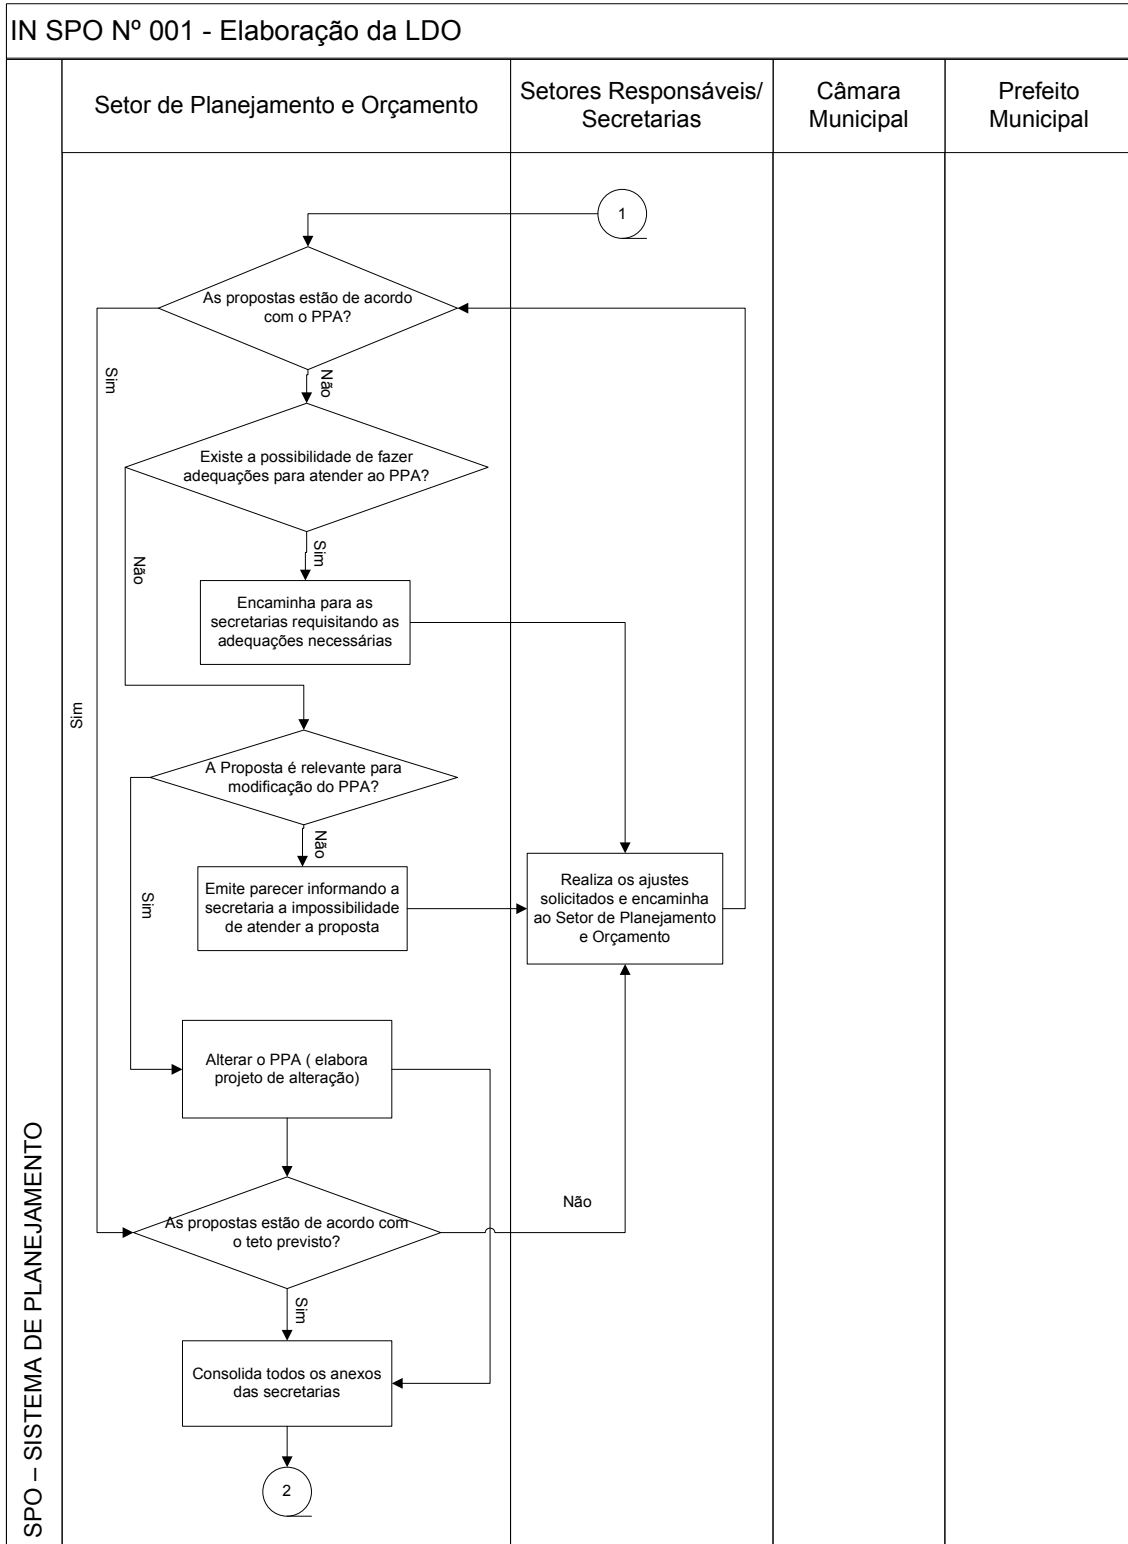 IN SPO Nº 001 - Elaboração da LDO
Setor de Planejamento e Orçamento
Setores Responsáveis/
Secretarias
Câmara
Municipal
Prefeito
Municipal
1
As propostas estão de acordo
com o PPA?
Sim
Não
Existe a possibilidade de fazer
adequações para atender ao PPA?
Sim
Não
Encaminha para as
secretarias requisitando as
adequações necessárias
Sim
A Proposta é relevante para
modificação do PPA?
Não
Sim
Emite parecer informando a
secretaria a impossibilidade
de atender a proposta
Realiza os ajustes
solicitados e encaminha
ao Setor de Planejamento
e Orçamento
Alterar o PPA ( elabora
projeto de alteração)
As propostas estão de acordo com
o teto previsto?
Não
Sim
Consolida todos os anexos
das secretarias
2
SPO – SISTEMA DE PLANEJAMENTO